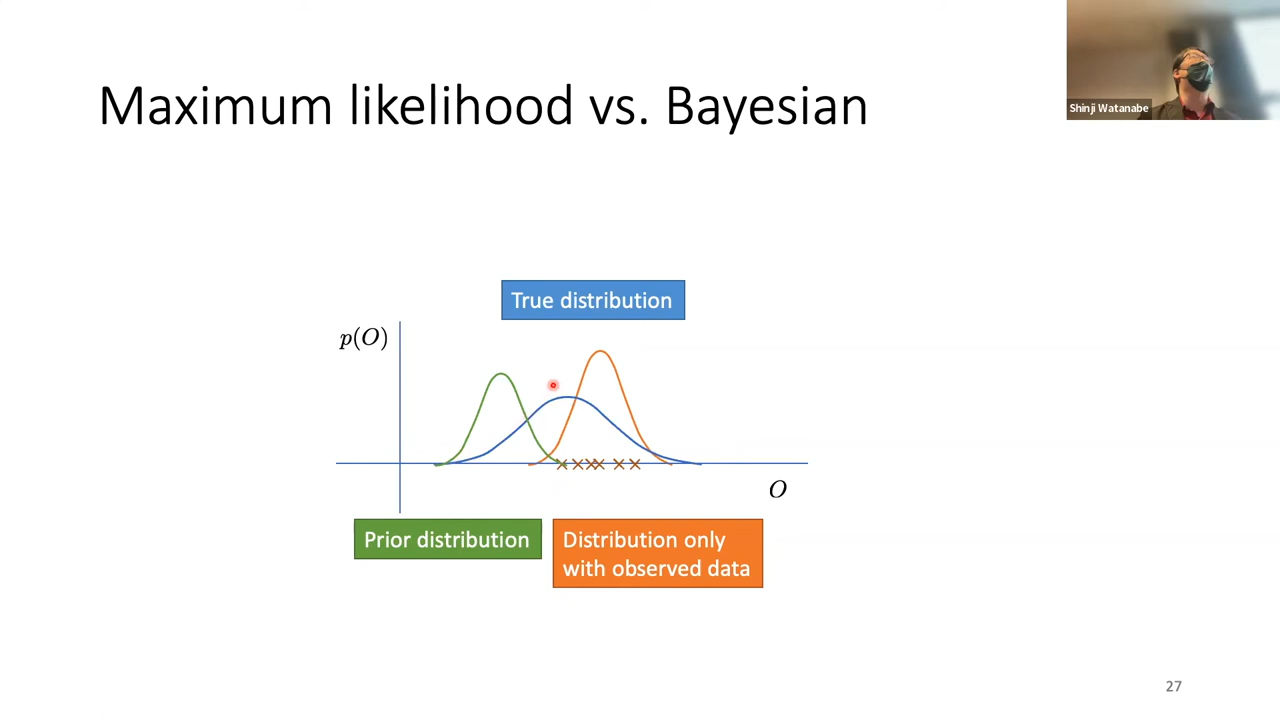 Maximum likelihood vs. Bayesian
Shinji Watanabe
True distribution
p(O)
O
Prior distribution
Distribution only
with observed data
27